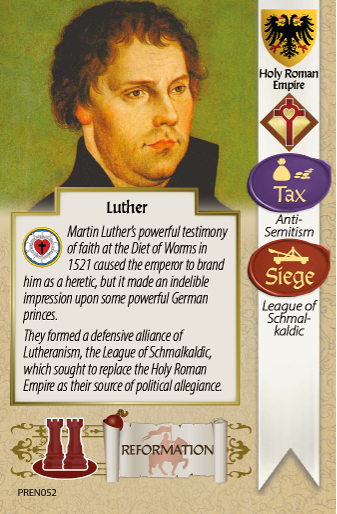 Holy Roman
Empire
Tax
Anti-
Semitism
Siege
League of
Schmal-
kaldic
Luther
Martin Luther's powerful testimony
of faith at the Diet of Worms in
1521 caused the emperor to brand
him as a heretic, but it made an indelible
impression upon some powerful German
princes.
They formed a defensive alliance of
Lutheranism, the League of Schmalkaldic,
which sought to replace the Holy Roman
Empire as their source of political allegiance.
REFORMATION
PREN052